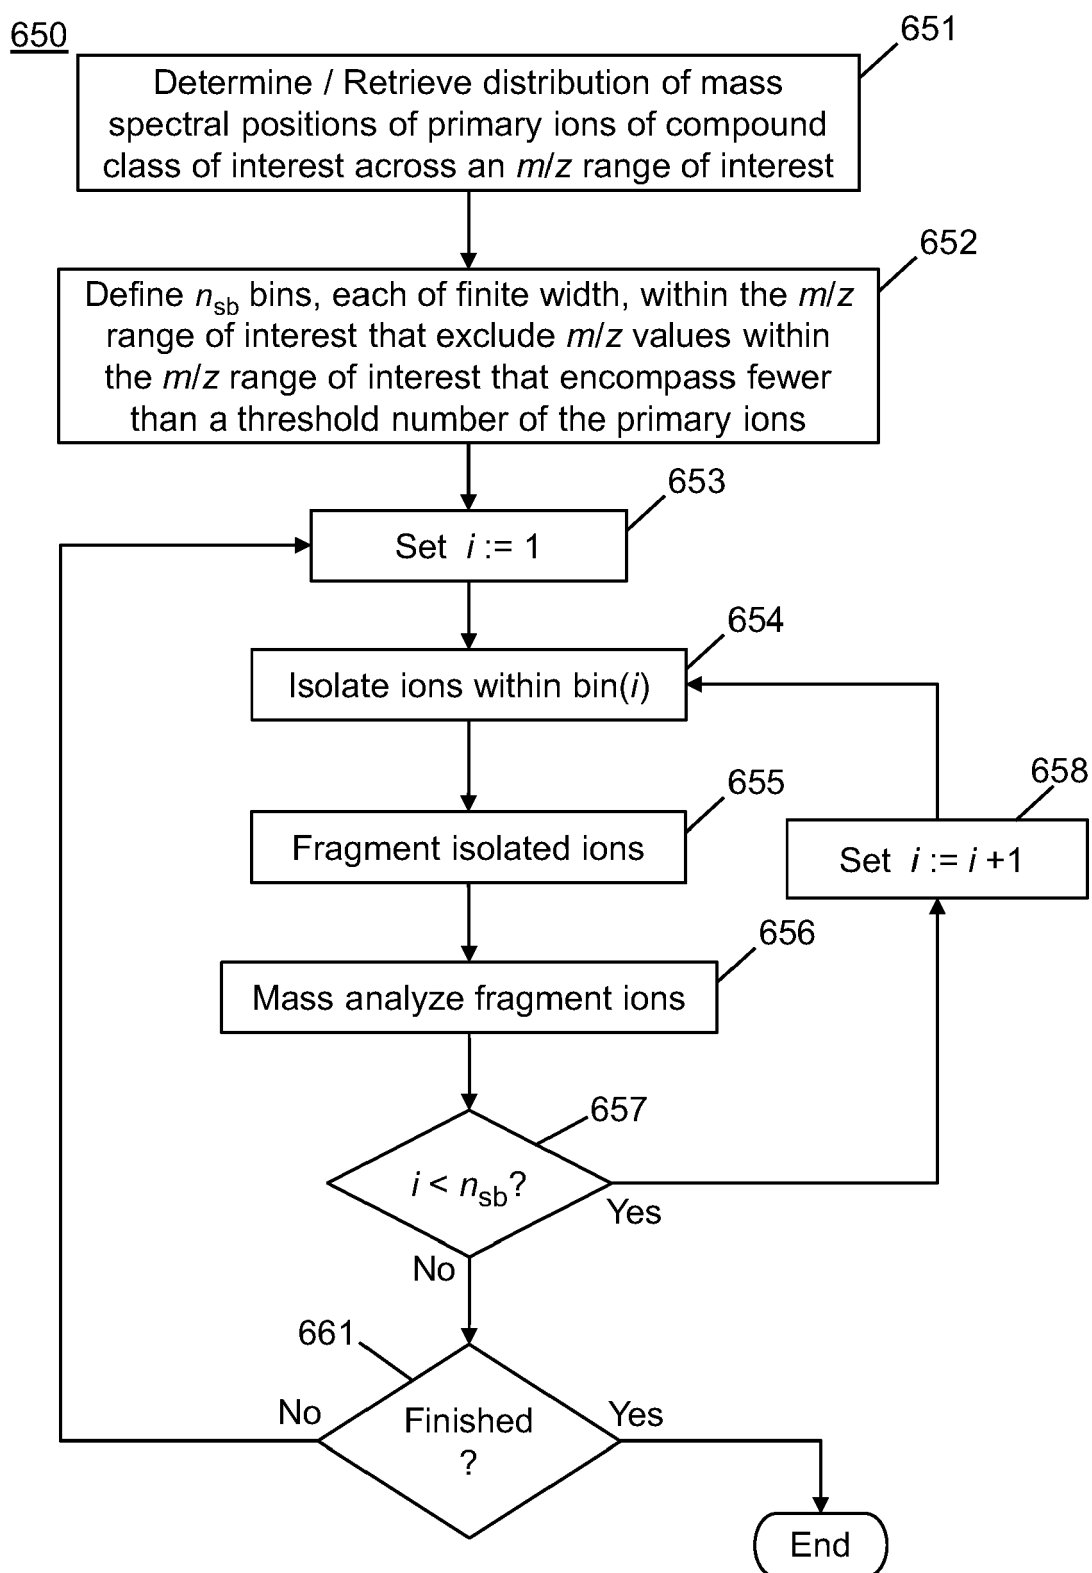 650
651
Determine / Retrieve distribution of mass
spectral positions of primary ions of compound
class of interest across an m/z range of interest
652
Define nsb bins, each of finite width, within the m/z
range of interest that exclude m/z values within
the m/z range of interest that encompass fewer
than a threshold number of the primary ions
653
Set i := 1
654
Isolate ions within bin(i)
655
Fragment isolated ions
658
Set i := i +1
656
Mass analyze fragment ions
657
i < nsb?
Yes
No
661
No
Finished
?
Yes
End